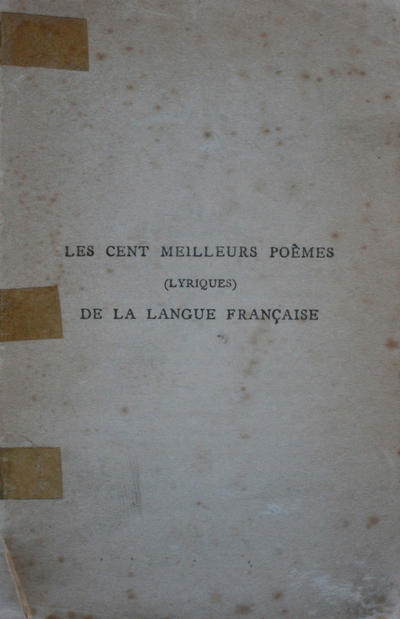 LES CENT MEILLEURS POÈMES
(LYRIQUES)
DE LA LANGUE FRANÇAISE